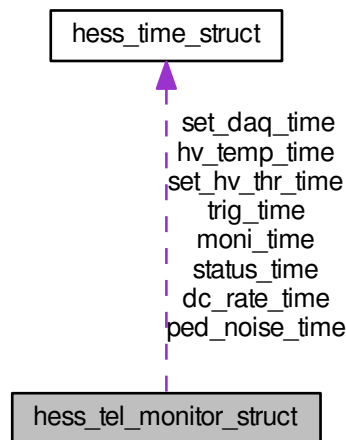 hess_time_struct
set_daq_time
hv_temp_time
set_hv_thr_time
trig_time
moni_time
status_time
dc_rate_time
ped_noise_time
hess_tel_monitor_struct